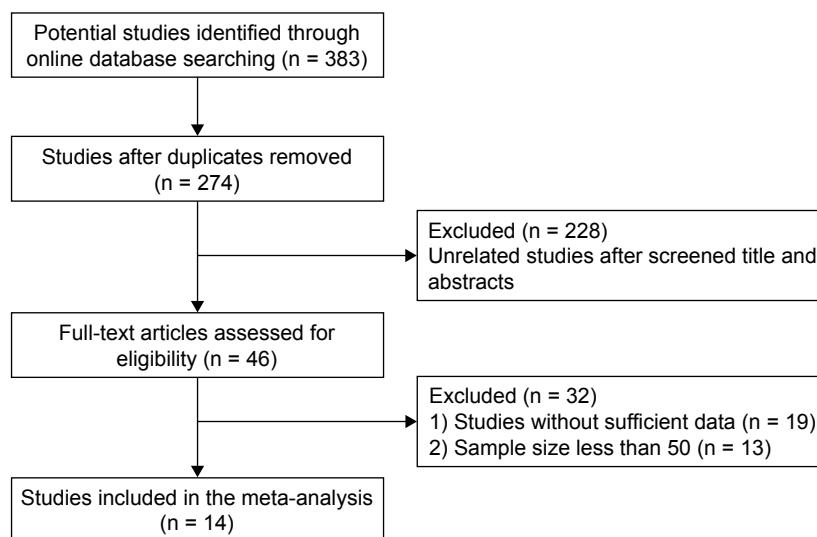 Potential studies identified through
online database searching (n = 383)
Studies after duplicates removed
(n = 274)
Excluded (n = 228)
Unrelated studies after screened title and
abstracts
Full-text articles assessed for
eligibility (n = 46)
Excluded (n = 32)
1) Studies without sufficient data (n = 19)
2) Sample size less than 50 (n = 13)
Studies included in the meta-analysis
(n = 14)